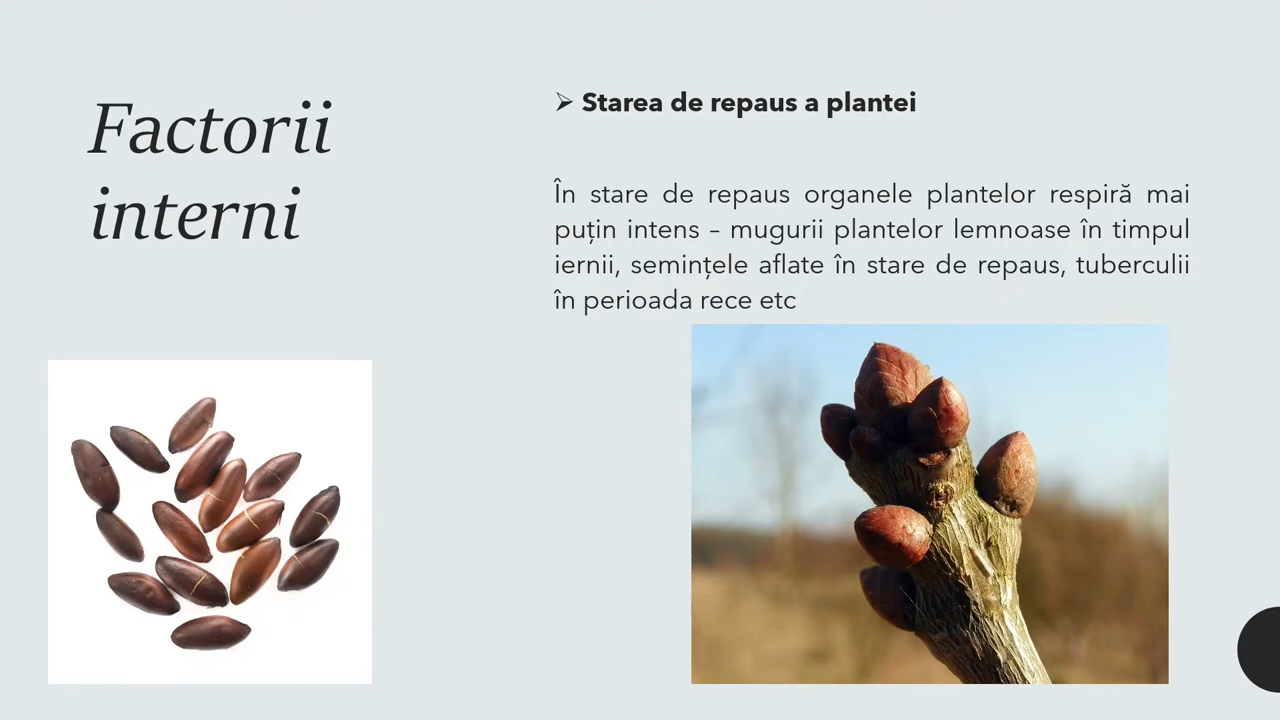 Factorii
interni
➢ Starea de repaus a plantei
În stare de repaus organele plantelor respiră mai
puțin intens – mugurii plantelor lemnoase în timpul
iernii, semințele aflate în stare de repaus, tuberculii
în perioada rece etc